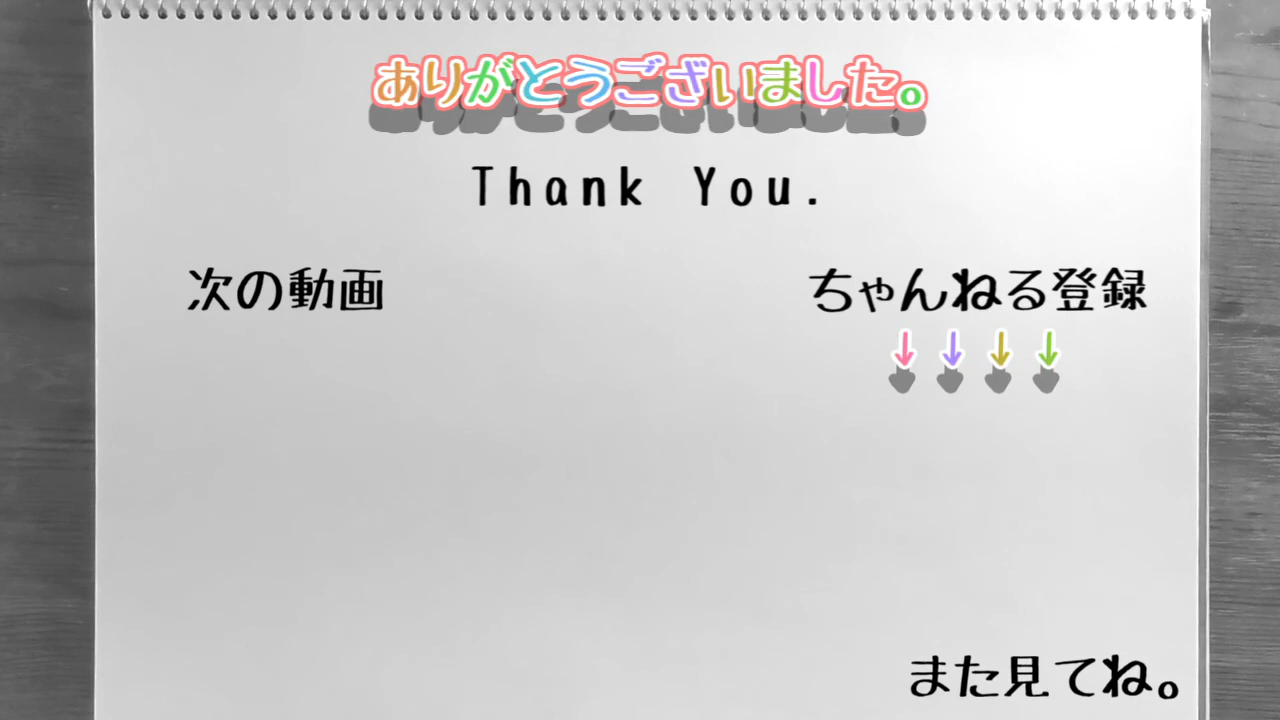 ありがとうございました。
Thank You.
次の動画
ちゃんねる登録
↓ ↓ ↓ ↓
また見てね。